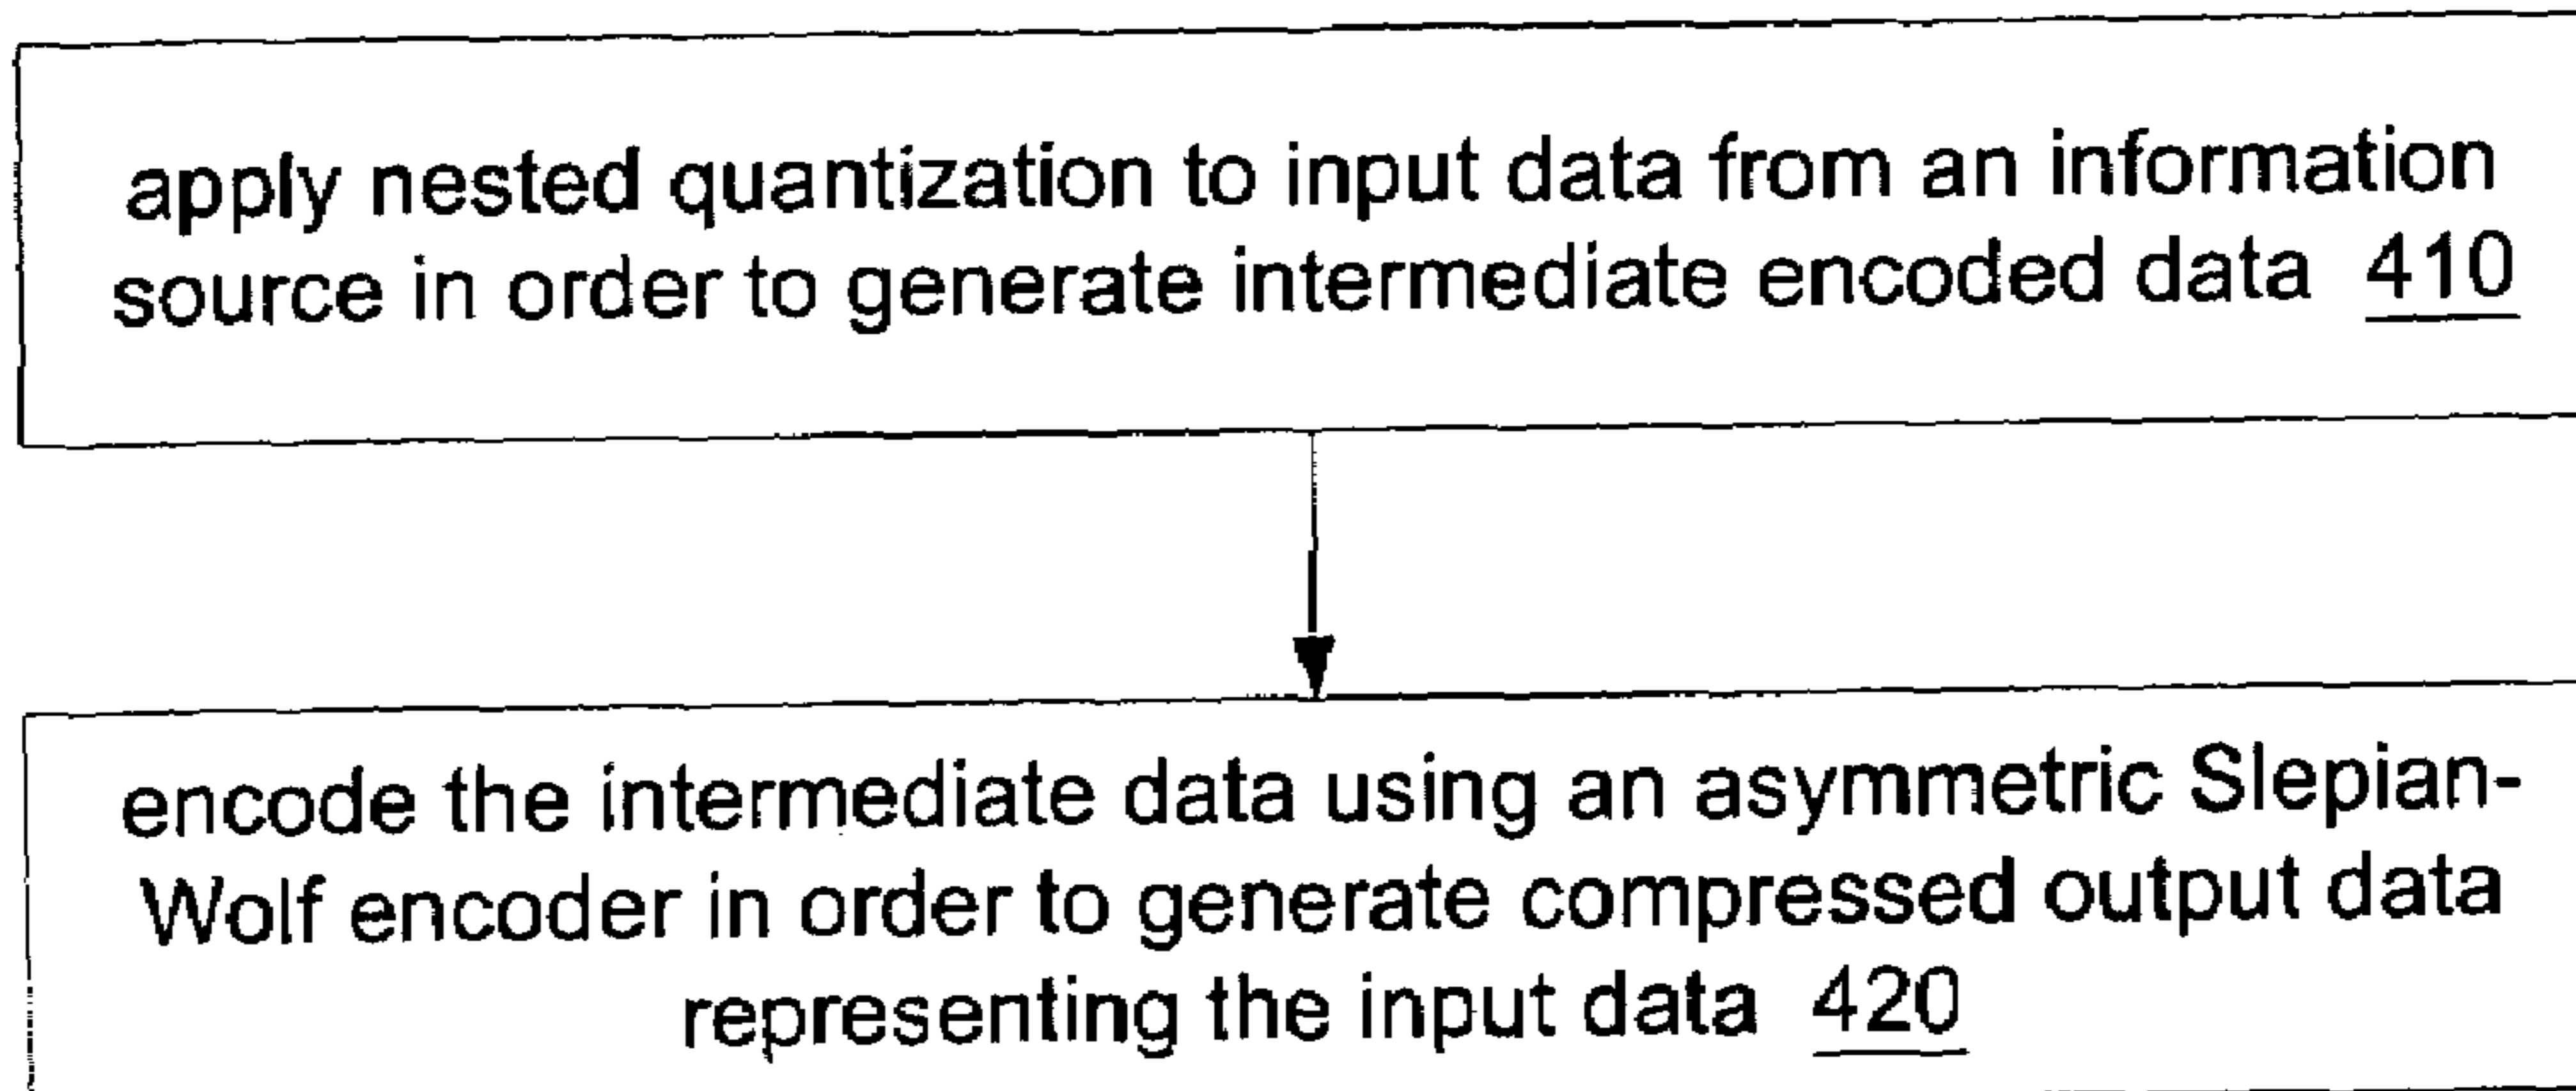 apply nested quantization to input data from an information
source in order to generate intermediate encoded data 410
encode the intermediate data using an asymmetric Slepian-
Wolf encoder in order to generate compressed output data
representing the input data 420